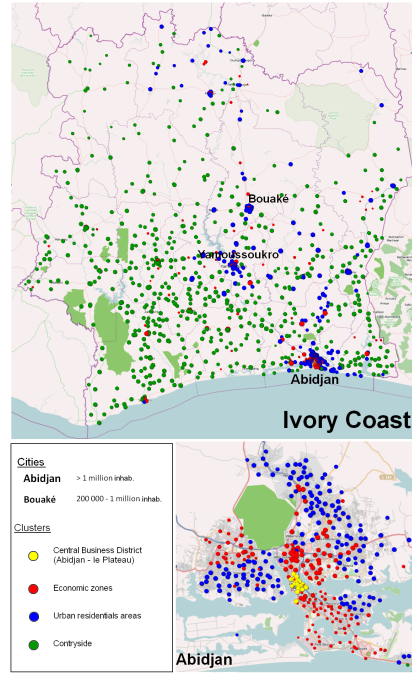 Bouaké
Yamoussoukro
Abidjan
Ivory Coast
Cities
Abidjan > 1 million inhab.
Bouaké 200 000 - 1 million inhab.
Clusters
Central Business District
(Abidjan - le Plateau)
Economic zones
Urban residentials areas
Contryside
Abidjan